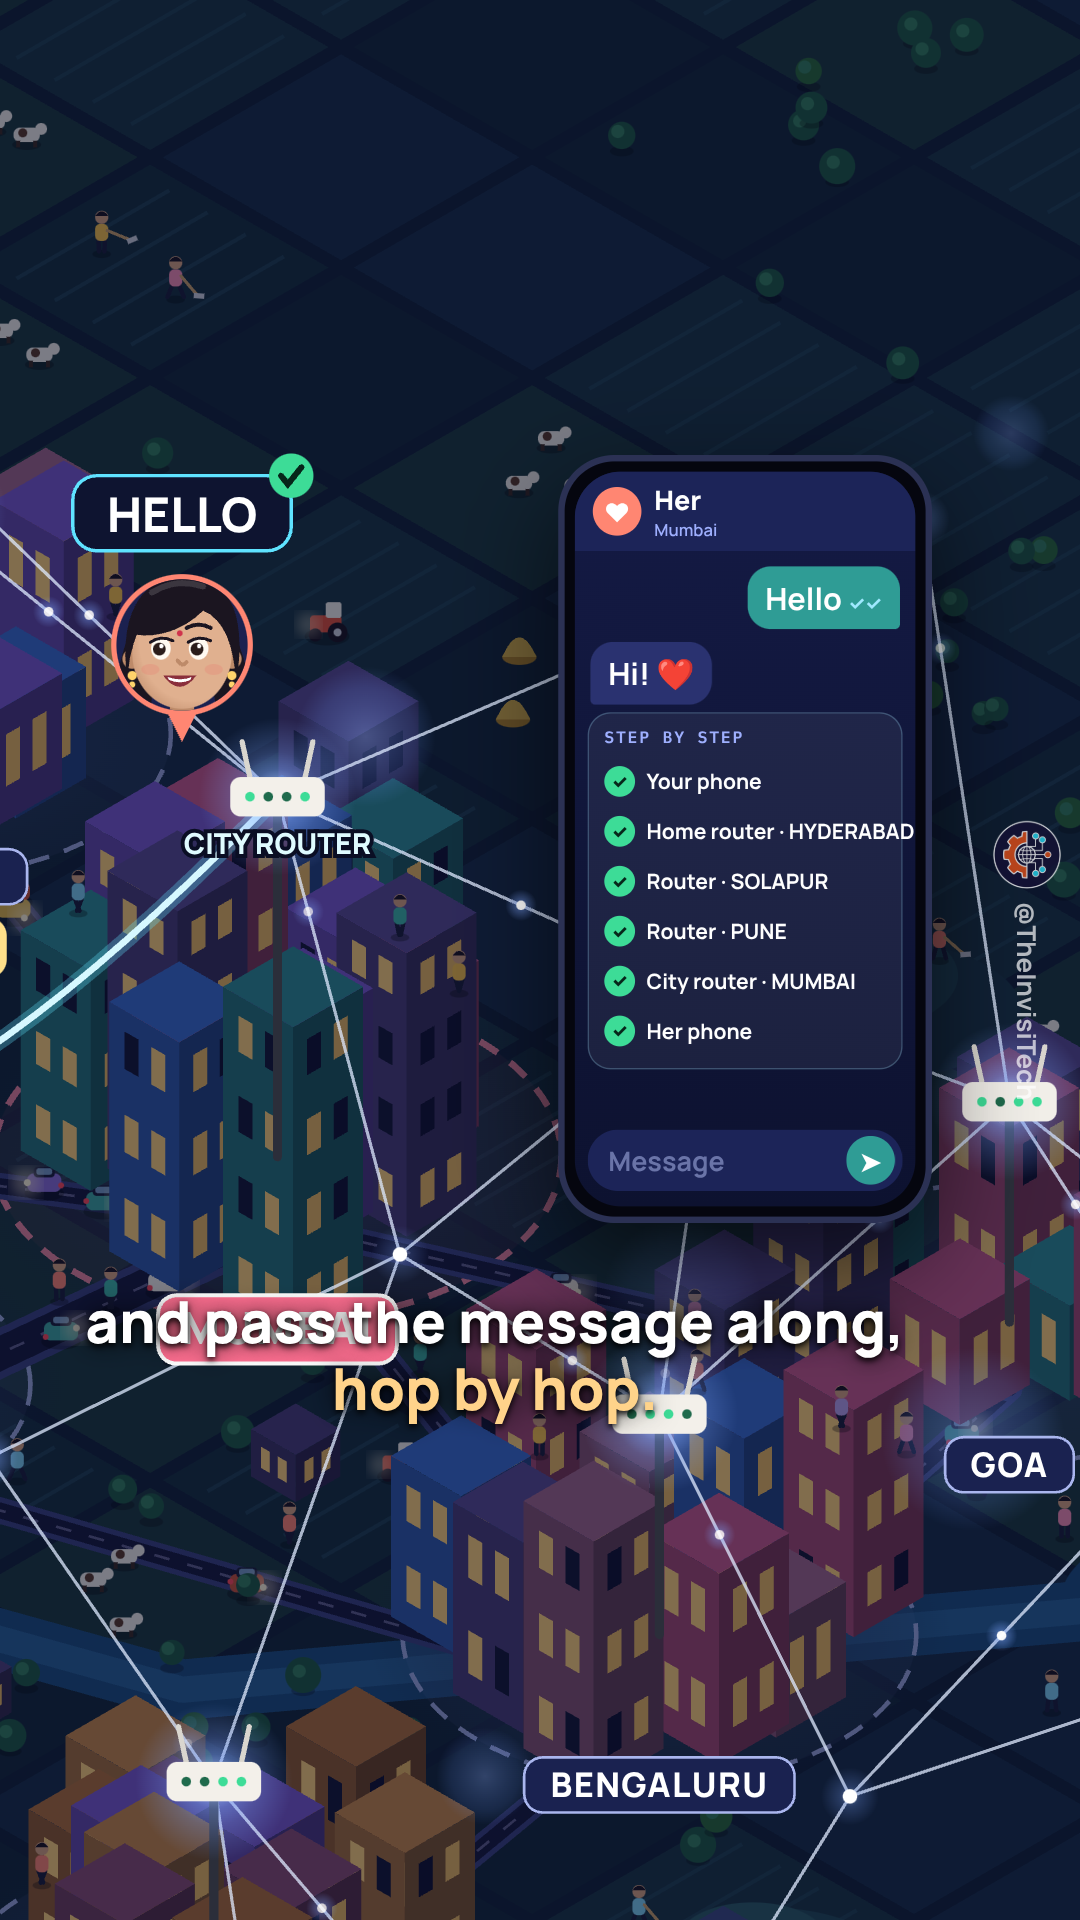 HELLO
CITY ROUTER
Her
Mumbai
Hello
Hi! ❤️
STEP BY STEP
Your phone
Home router · HYDERABAD
Router · SOLAPUR
Router · PUNE
City router · MUMBAI
Her phone
Message
@TheInvisiTech
and pass the message along,
hop by hop.
GOA
BENGALURU